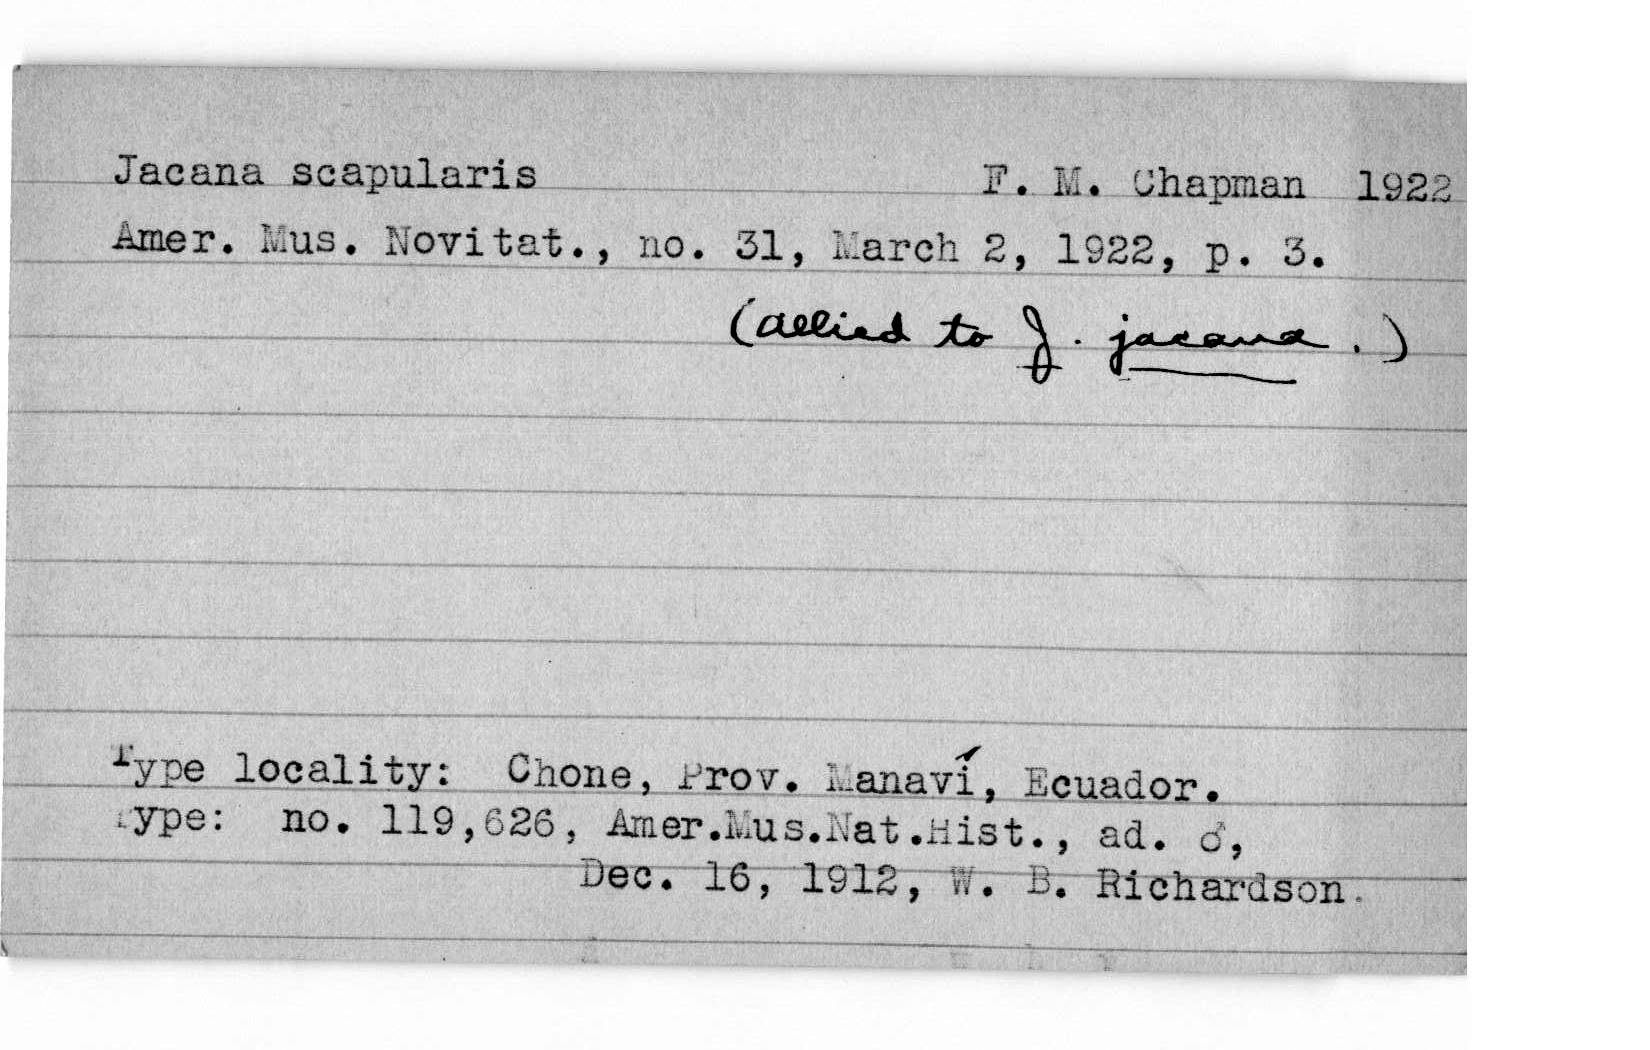 Jacana scapularis F. M. Chapman 1922
Amer. Mus. Novitat., no. 31, March 2, 1922, p. 3.
(allied to J. jacana.)
Type locality: Chone, Prov. Manaví, Ecuador.
Type: no. 119,626, Amer.Mus.Nat.Hist., ad. ♂,
Dec. 16, 1912, W. B. Richardson.